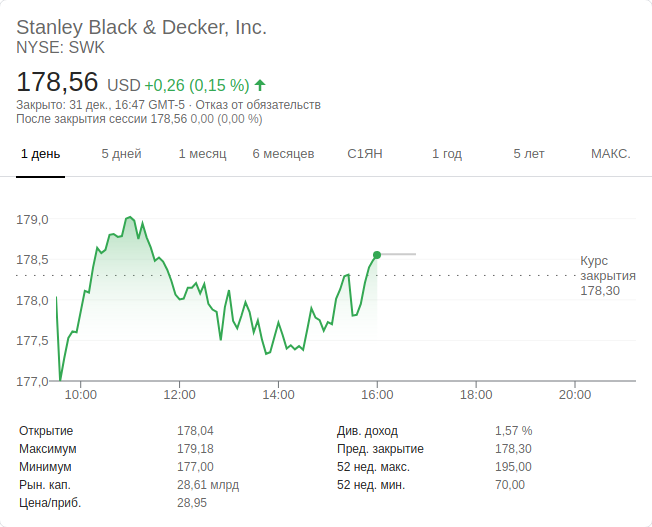 Stanley Black & Decker, Inc.
NYSE: SWK
178,56 USD +0,26 (0,15 %)
Закрыто: 31 дек., 16:47 GMT-5 · Отказ от обязательств
После закрытия сессии 178,56 0,00 (0,00 %)
1 день 5 дней 1 месяц 6 месяцев С1ЯН 1 год 5 лет МАКС.
179,0
178,5
178,0
177,5
177,0
Курс
закрытия
178,30
10:00 12:00 14:00 16:00 18:00 20:00
Открытие 178,04 Див. доход 1,57 %
Максимум 179,18 Пред. закрытие 178,30
Минимум 177,00 52 нед. макс. 195,00
Рын. кап. 28,61 млрд 52 нед. мин. 70,00
Цена/приб. 28,95